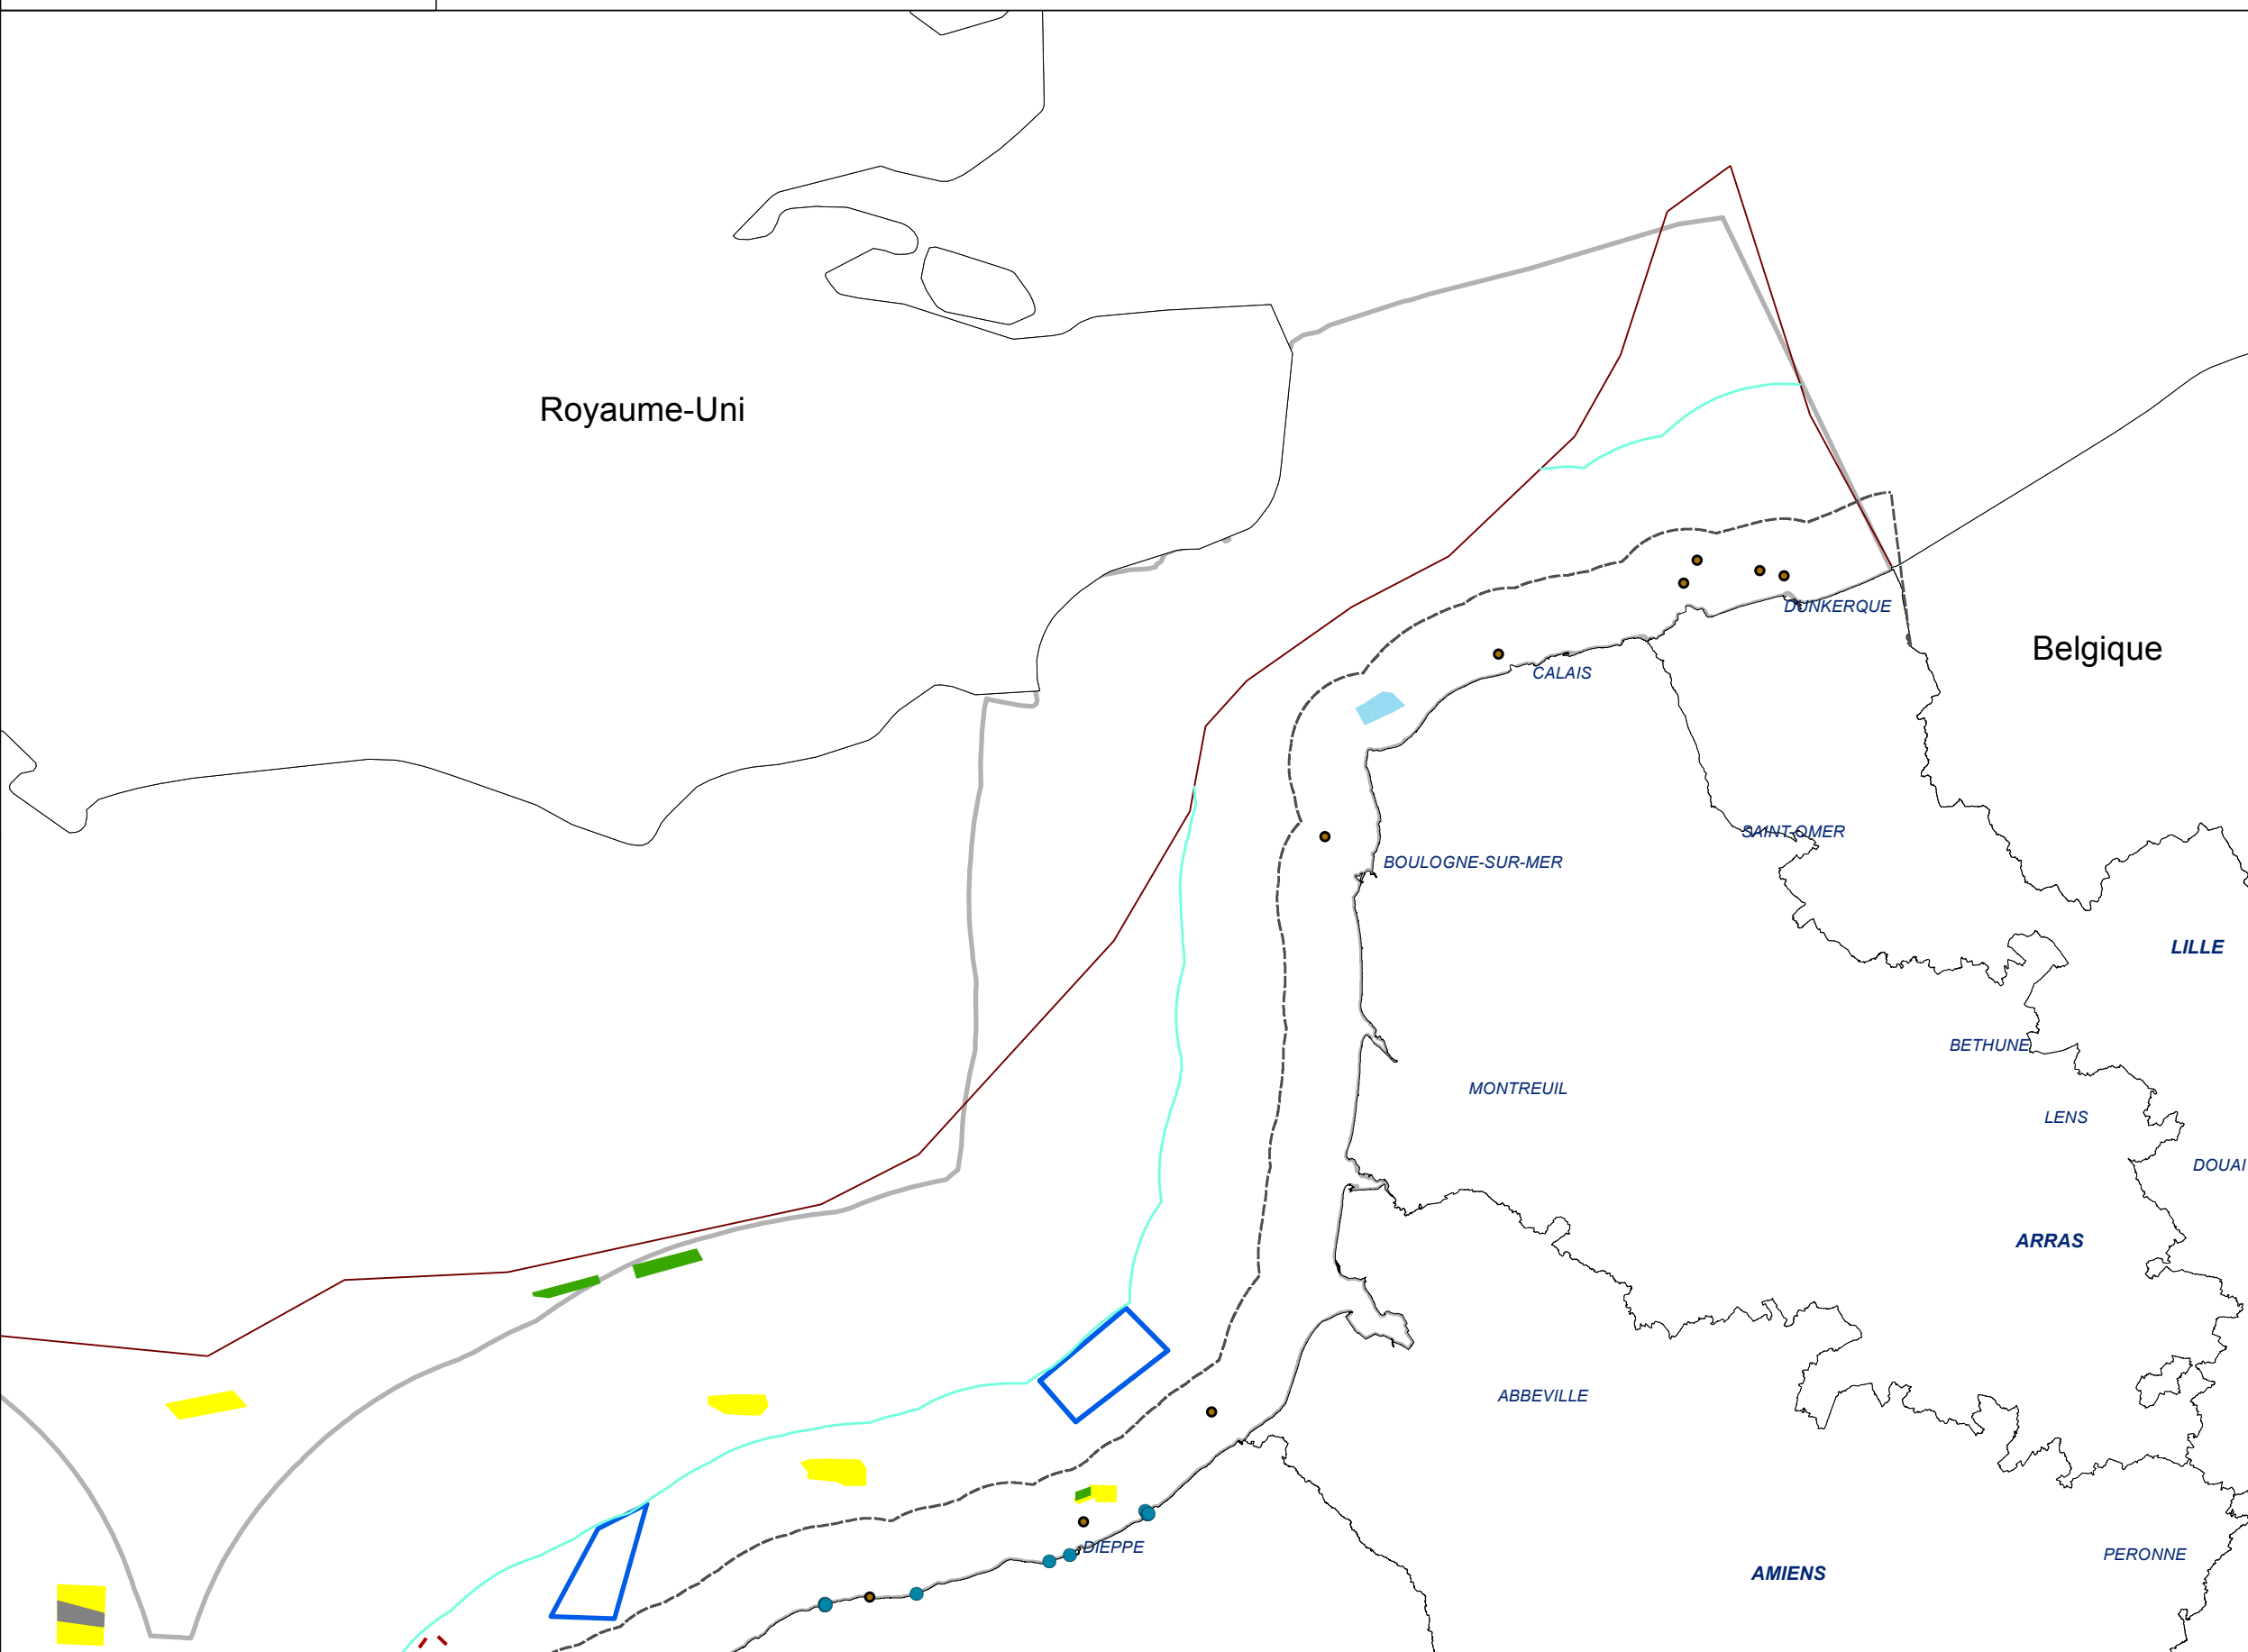 Royaume-Uni
DUNKERQUE
Belgique
CALAIS
SAINT-OMER
BOULOGNE-SUR-MER
LILLE
BETHUNE
MONTREUIL
LENS
DOUAI
ARRAS
ABBEVILLE
DIEPPE
PERONNE
AMIENS